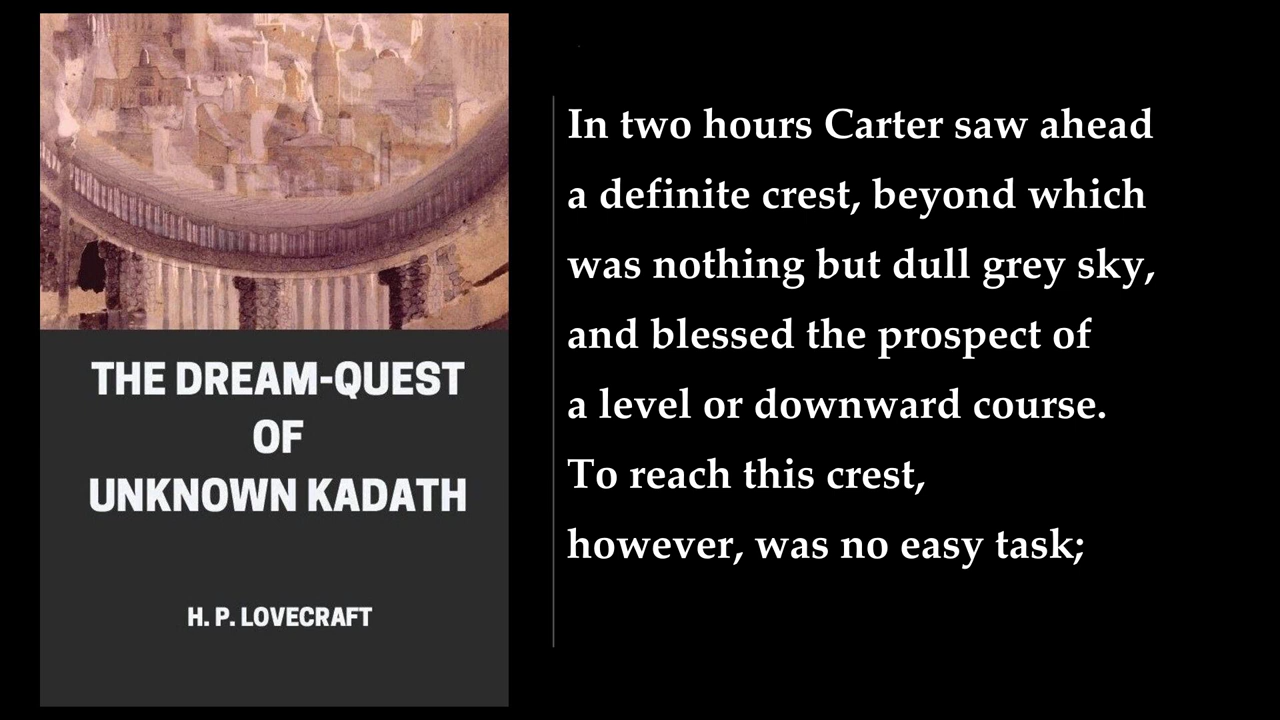 THE DREAM-QUEST
OF
UNKNOWN KADATH
H. P. LOVECRAFT
In two hours Carter saw ahead
a definite crest, beyond which
was nothing but dull grey sky,
and blessed the prospect of
a level or downward course.
To reach this crest,
however, was no easy task;